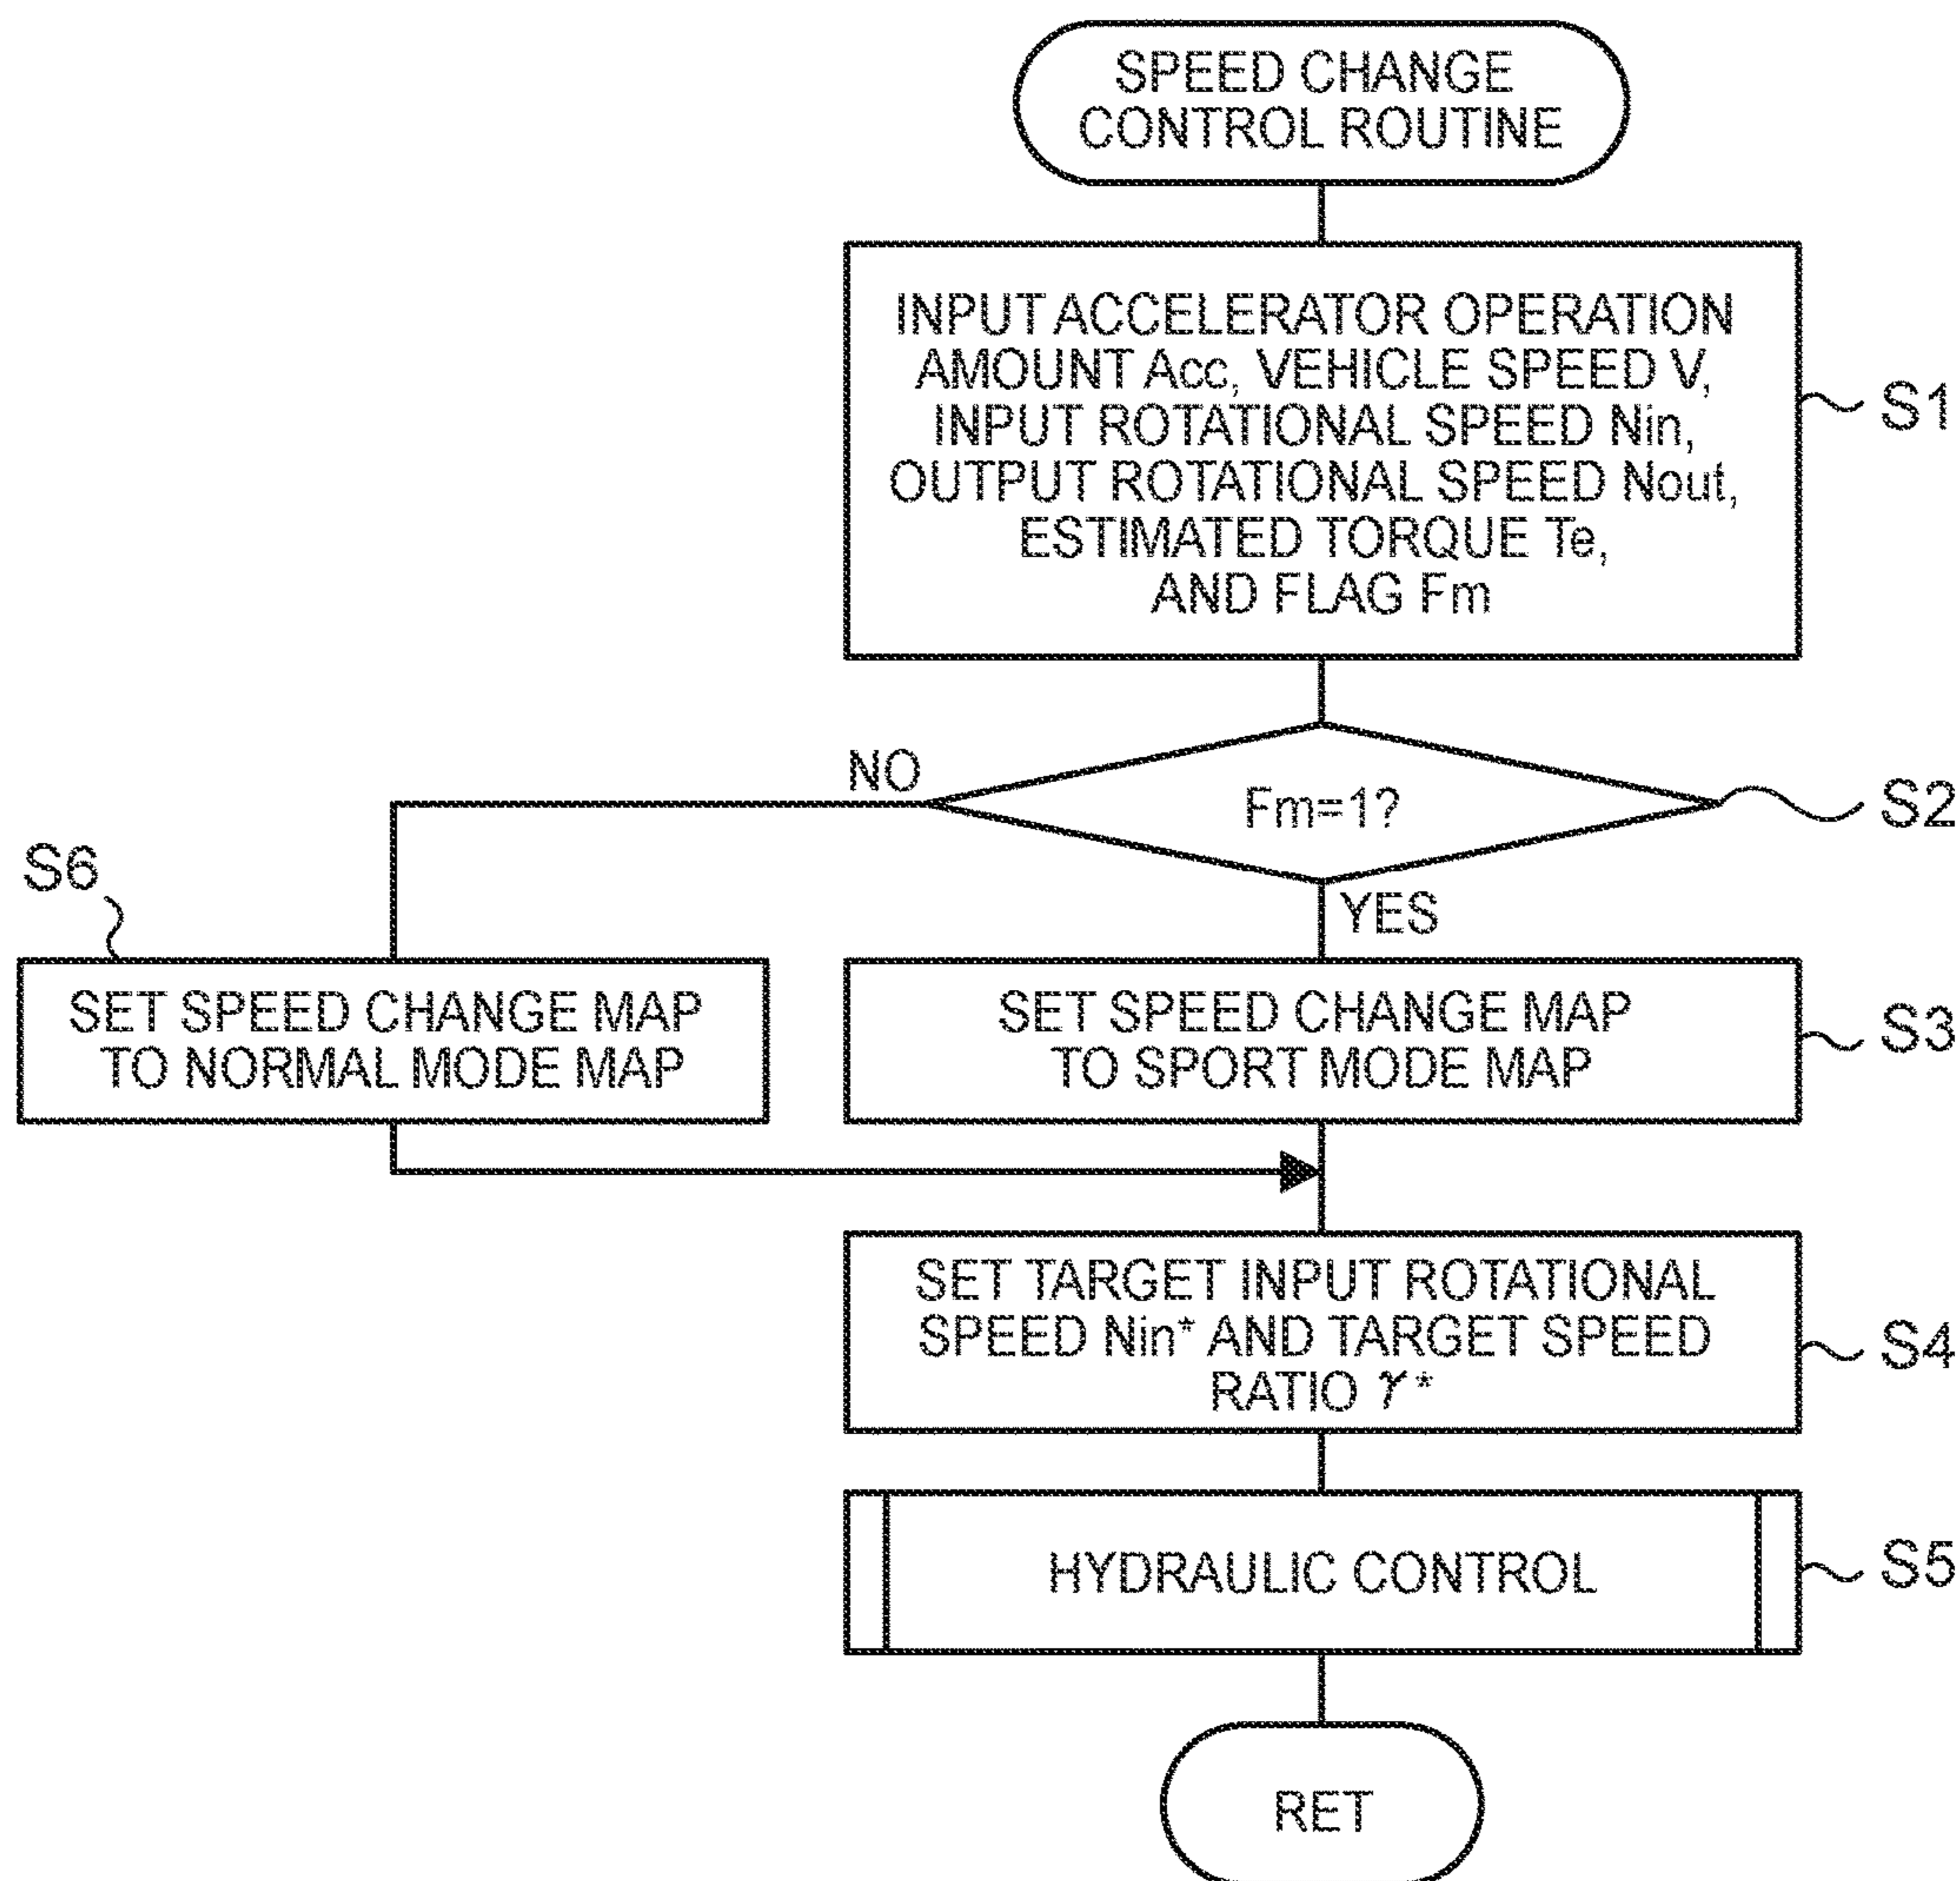 SPEED CHANGE
CONTROL ROUTINE
INPUT ACCELERATOR OPERATION
AMOUNT Acc, VEHICLE SPEED V,
INPUT ROTATIONAL SPEED Nin,
OUTPUT ROTATIONAL SPEED Nout,
ESTIMATED TORQUE Te,
AND FLAG Fm
S1
NO
Fm=1?
S2
YES
S6
SET SPEED CHANGE MAP
TO NORMAL MODE MAP
SET SPEED CHANGE MAP
TO SPORT MODE MAP
S3
SET TARGET INPUT ROTATIONAL
SPEED Nin* AND TARGET SPEED
RATIO γ*
S4
HYDRAULIC CONTROL
S5
RET